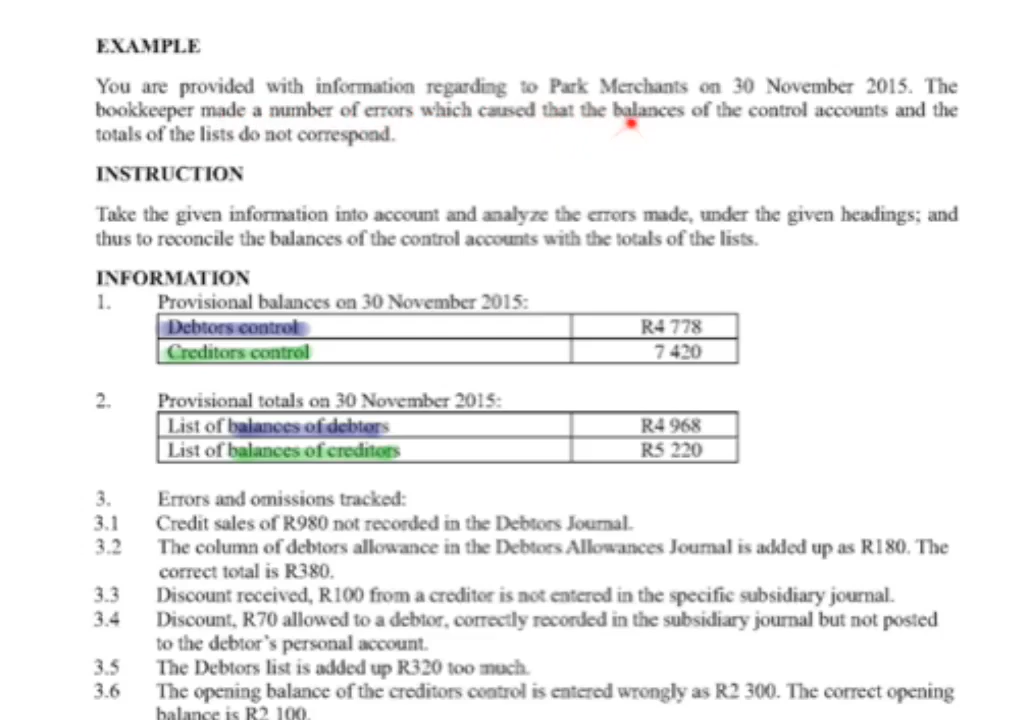 EXAMPLE
You are provided with information regarding to Park Merchants on 30 November 2015. The
bookkeeper made a number of errors which caused that the balances of the control accounts and the
totals of the lists do not correspond.
INSTRUCTION
Take the given information into account and analyze the errors made, under the given headings; and
thus to reconcile the balances of the control accounts with the totals of the lists.
INFORMATION
1. Provisional balances on 30 November 2015:
Debtors control R4 778
Creditors control 7 420
2. Provisional totals on 30 November 2015:
List of balances of debtors R4 968
List of balances of creditors R5 220
3. Errors and omissions tracked:
3.1 Credit sales of R980 not recorded in the Debtors Journal.
3.2 The column of debtors allowance in the Debtors Allowances Journal is added up as R180. The
correct total is R380.
3.3 Discount received, R100 from a creditor is not entered in the specific subsidiary journal.
3.4 Discount, R70 allowed to a debtor, correctly recorded in the subsidiary journal but not posted
to the debtor's personal account.
3.5 The Debtors list is added up R320 too much.
3.6 The opening balance of the creditors control is entered wrongly as R2 300. The correct opening
balance is R2 100.